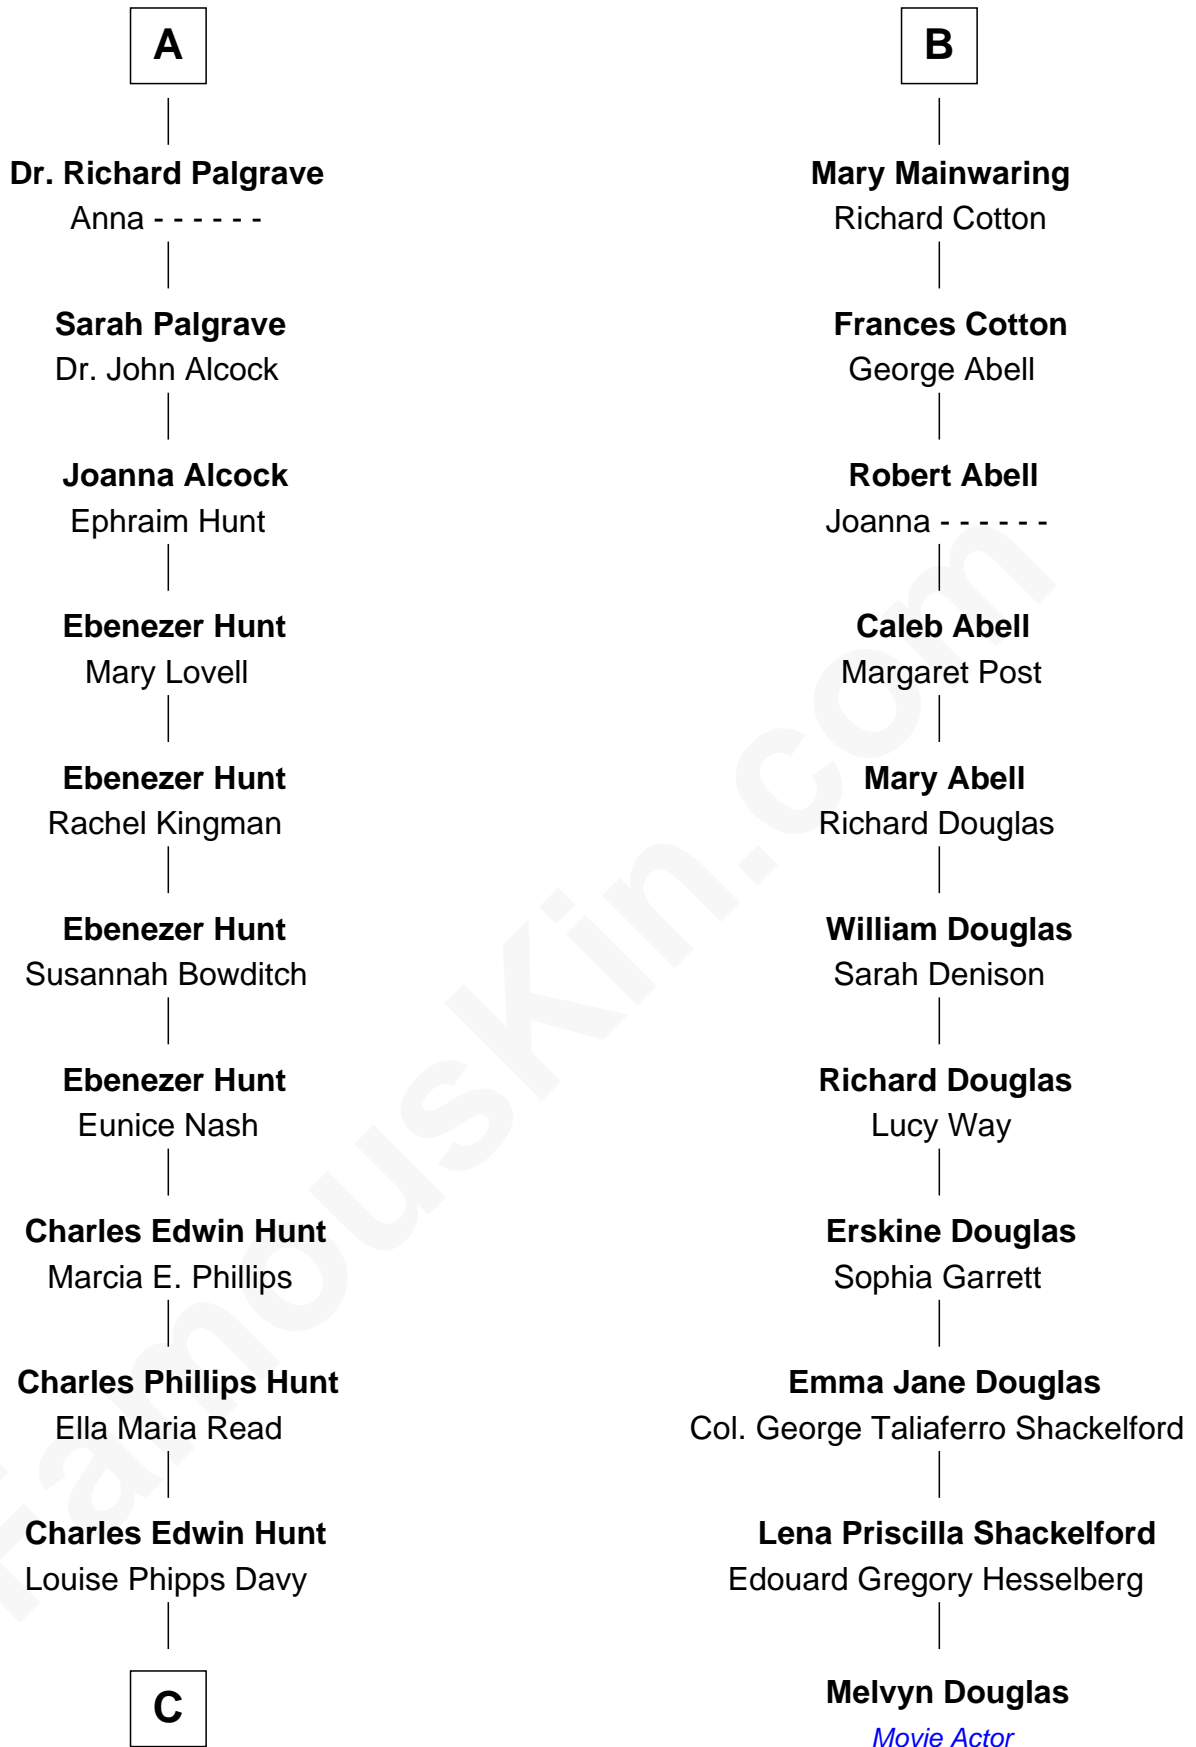 A
Dr. Richard Palgrave
Anna - - - - - -
Sarah Palgrave
Dr. John Alcock
Joanna Alcock
Ephraim Hunt
Ebenezer Hunt
Mary Lovell
Ebenezer Hunt
Rachel Kingman
Ebenezer Hunt
Susannah Bowditch
Ebenezer Hunt
Eunice Nash
Charles Edwin Hunt
Marcia E. Phillips
Charles Phillips Hunt
Ella Maria Read
Charles Edwin Hunt
Louise Phipps Davy
C
B
Mary Mainwaring
Richard Cotton
Frances Cotton
George Abell
Robert Abell
Joanna - - - - - -
Caleb Abell
Margaret Post
Mary Abell
Richard Douglas
William Douglas
Sarah Denison
Richard Douglas
Lucy Way
Erskine Douglas
Sophia Garrett
Emma Jane Douglas
Col. George Taliaferro Shackelford
Lena Priscilla Shackelford
Edouard Gregory Hesselberg
Melvyn Douglas
Movie Actor
FamousKin.com